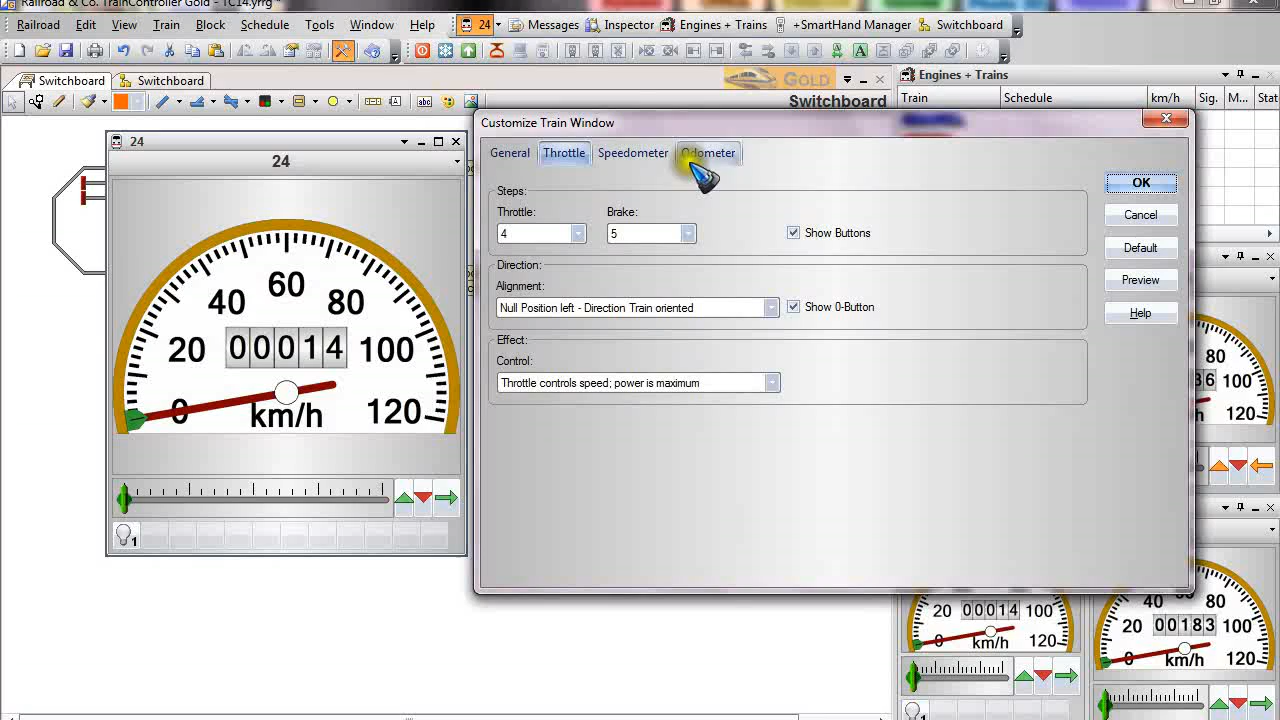 Railroad & Co. TrainController Gold - TC14.yrrg *
Railroad Edit View Train Block Schedule Tools Window Help 24 Messages Inspector Engines + Trains +SmartHand Manager Switchboard
Switchboard Switchboard GOLD
Switchboard
Engines + Trains
Train Schedule km/h Sig. M... Stat
24
24
0 20 40 60 80 100 120
00014
km/h
1
Customize Train Window
General Throttle Speedometer Odometer
Steps:
Throttle: Brake:
4 5 Show Buttons
Direction:
Alignment:
Null Position left - Direction Train oriented Show 0-Button
Effect:
Control:
Throttle controls speed; power is maximum
OK
Cancel
Default
Preview
Help
80
36 100
120
20 00014 100
0 km/h 120
40 60 80
20 00183 100
0 km/h 120